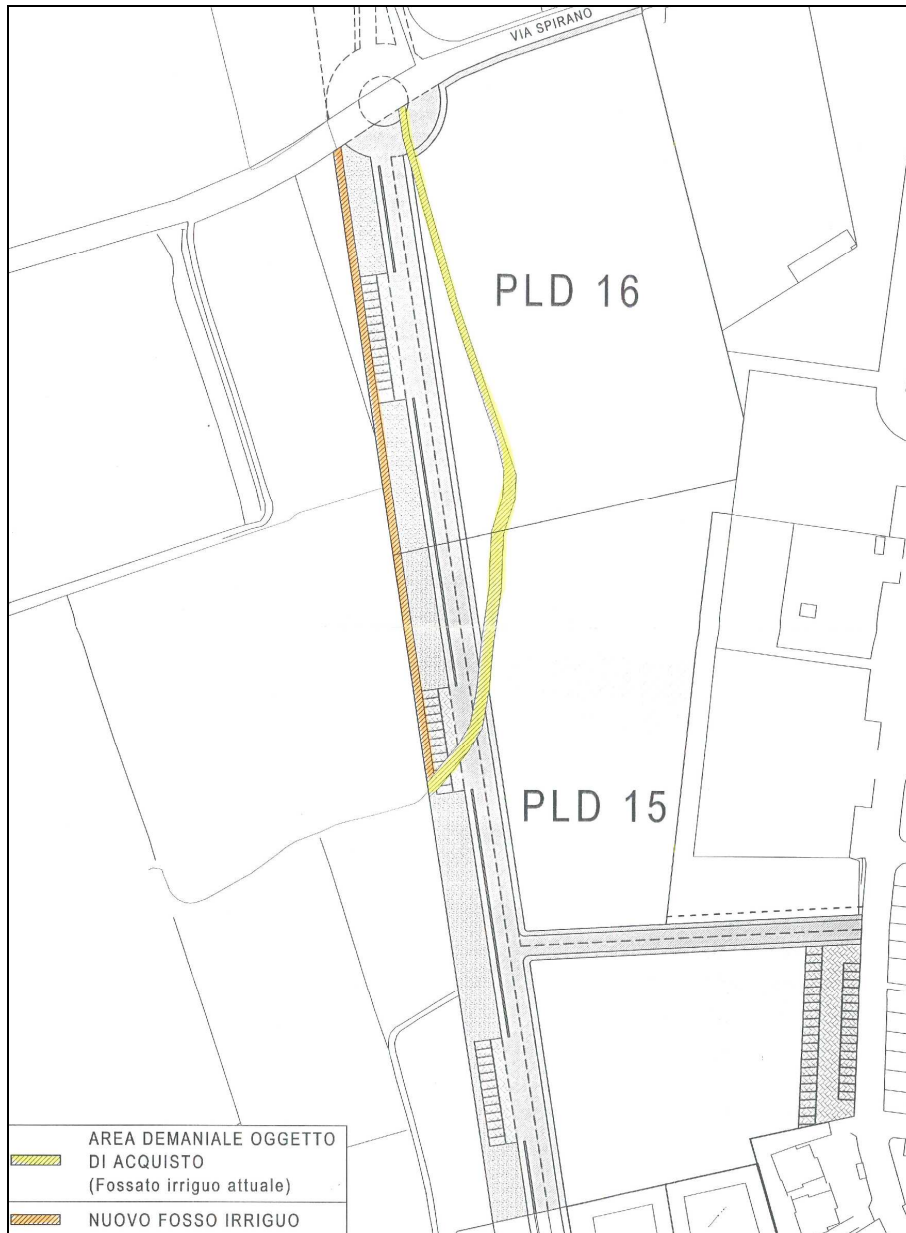 VIA SPIRANO
PLD 16
PLD 15
AREA DEMANIALE OGGETTO
DI ACQUISTO
(Fossato irriguo attuale)
NUOVO FOSSO IRRIGUO